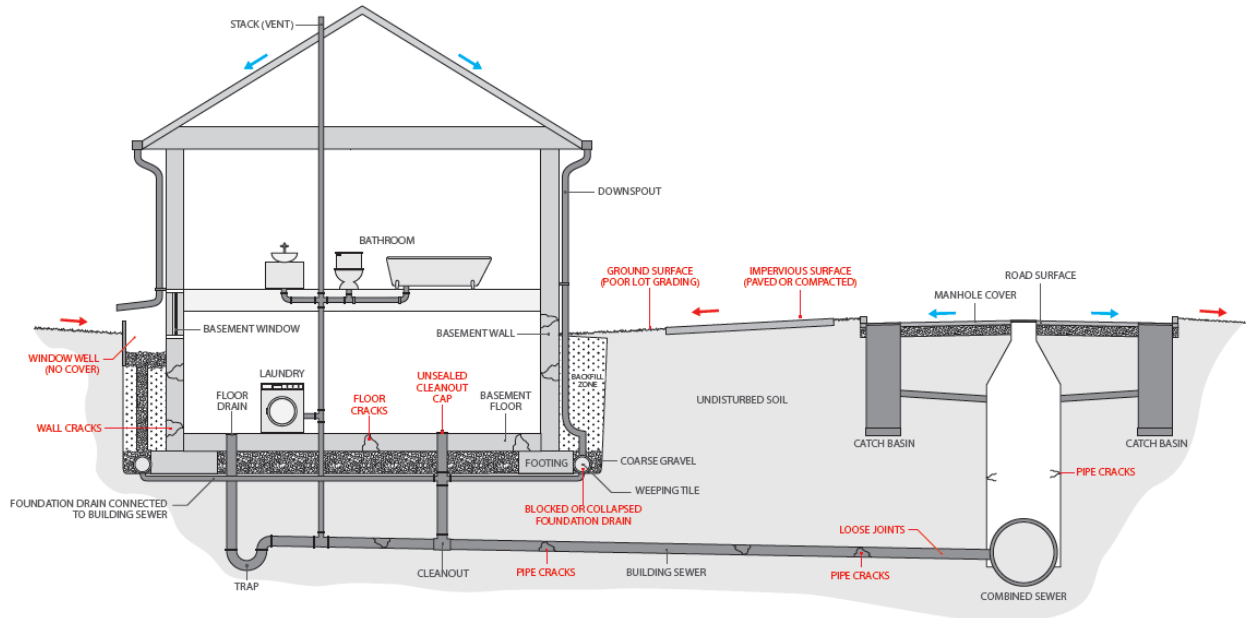 STACK (VENT)
DOWNSPOUT
BATHROOM
GROUND SURFACE
(POOR LOT GRADING)
IMPERVIOUS SURFACE
(PAVED OR COMPACTED)
ROAD SURFACE
MANHOLE COVER
BASEMENT WINDOW
BASEMENT WALL
WINDOW WELL
(NO COVER)
LAUNDRY
UNSEALED
CLEANOUT
CAP
BACKFILL
ZONE
FLOOR
DRAIN
FLOOR
CRACKS
BASEMENT
FLOOR
UNDISTURBED SOIL
WALL CRACKS
CATCH BASIN
CATCH BASIN
FOOTING
COARSE GRAVEL
PIPE CRACKS
WEEPING TILE
FOUNDATION DRAIN CONNECTED
TO BUILDING SEWER
BLOCKED OR COLLAPSED
FOUNDATION DRAIN
LOOSE JOINTS
TRAP
CLEANOUT
PIPE CRACKS
BUILDING SEWER
PIPE CRACKS
COMBINED SEWER